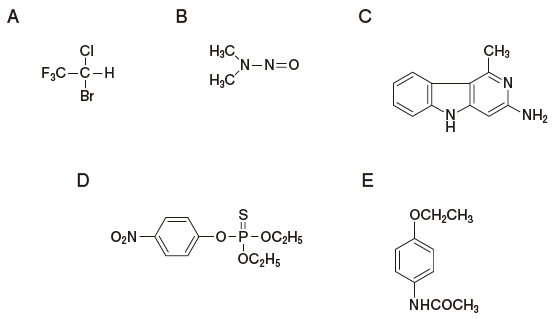 A
Cl
F₃C–C–H
Br
B
H₃C
N–N=O
H₃C
C
CH₃
N
N
H
NH₂
D
O₂N
S
O–P–OC₂H₅
OC₂H₅
E
OCH₂CH₃
NHCOCH₃